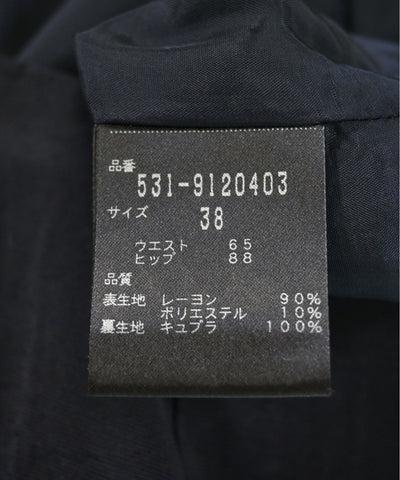 品番
531-9120403
サイズ
38
ウエスト 65
ヒップ 88
品質
表生地 レーヨン 90%
ポリエステル 10%
裏生地 キュプラ 100%